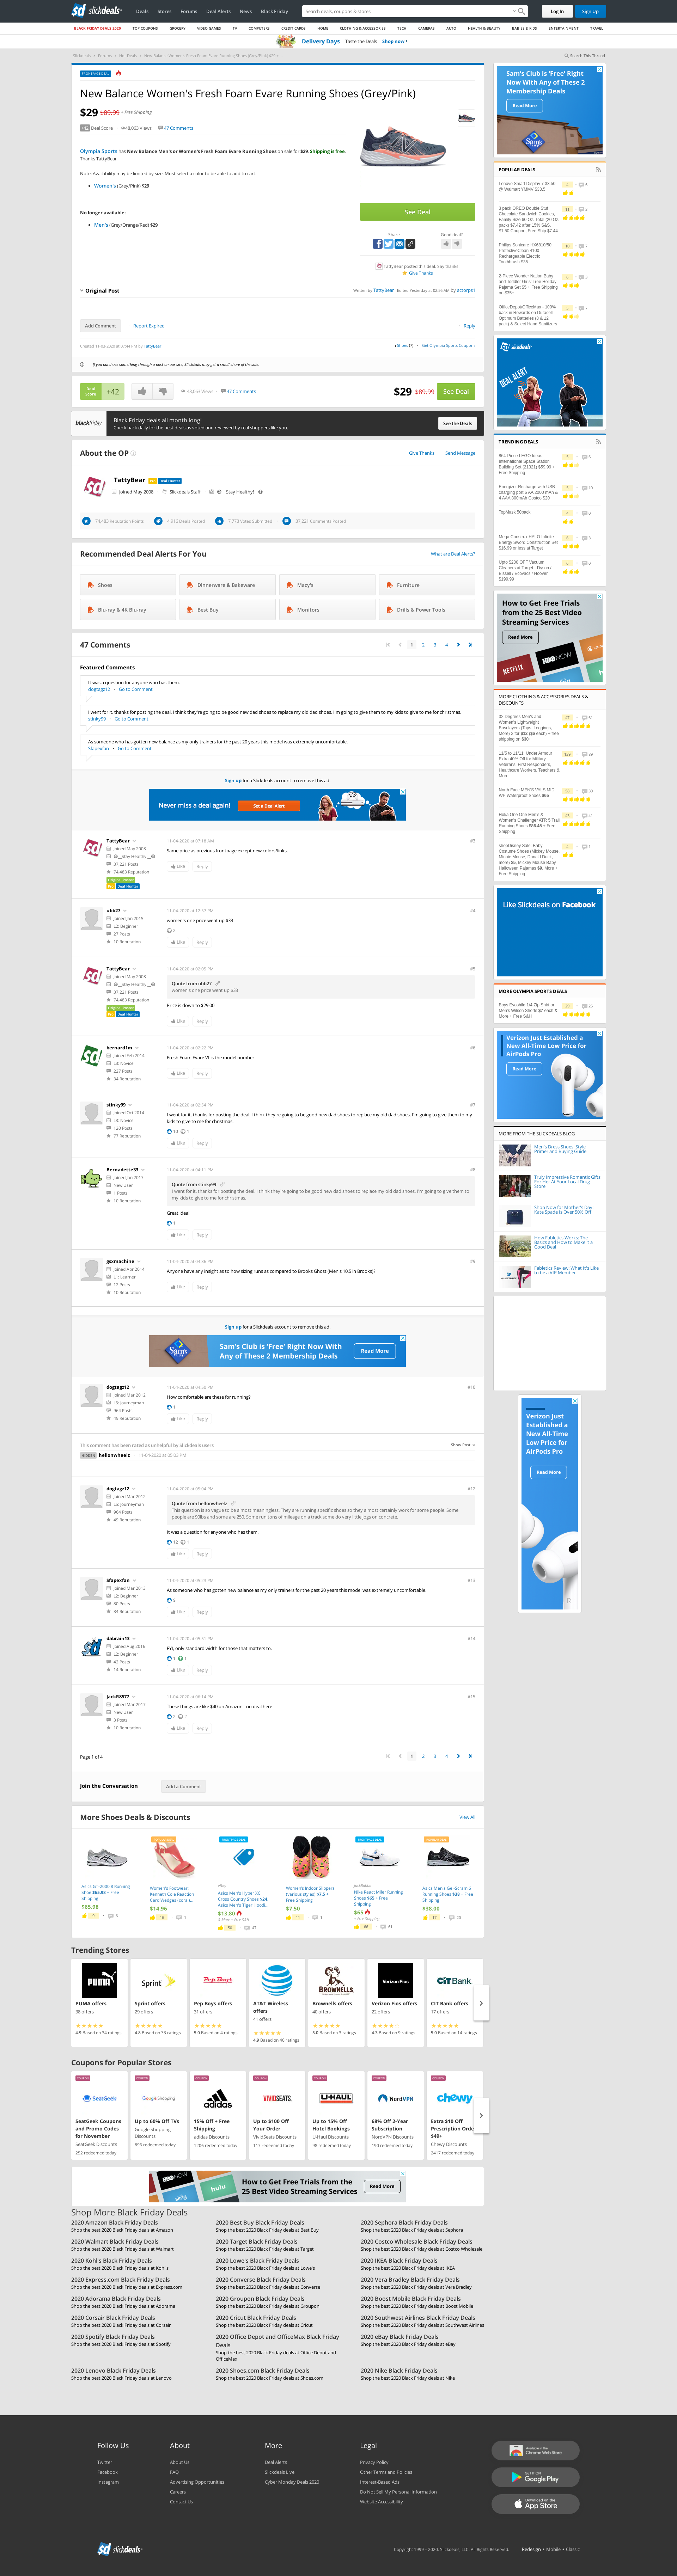 slickdeals
Deals Stores Forums Deal Alerts News Black Friday
Search deals, coupons & stores
Log In
Sign Up
BLACK FRIDAY DEALS 2020 TOP COUPONS GROCERY VIDEO GAMES TV COMPUTERS CREDIT CARDS HOME CLOTHING & ACCESSORIES TECH CAMERAS AUTO HEALTH & BEAUTY BABIES & KIDS ENTERTAINMENT TRAVEL
Delivery Days Taste the Deals Shop now
Search This Thread
New Balance Women's Fresh Foam Evare Running Shoes (Grey/Pink)
$29 $89.99 + Free Shipping
+42 Deal Score 48,063 Views 47 Comments
Olympia Sports has New Balance Men's or Women's Fresh Foam Evare Running Shoes on sale for $29. Shipping is free.
Thanks TattyBear
Note: Availability may be limited by size. Must select a color to be able to add to cart.
Women's (Grey/Pink) $29
No longer available:
Men's (Grey/Orange/Red) $29
See Deal
Share
Good deal?
TattyBear posted this deal. Say thanks!
Give Thanks
Original Post
Written by TattyBear Edited Yesterday at 02:56 AM by actorpis1
Add Comment
Report Expired
Reply
Created 11-03-2020 at 07:44 PM by TattyBear
Get Olympia Sports Coupons
If you purchase something through a post on our site, Slickdeals may get a small share of the sale.
Deal Score +42
48,063 Views 47 Comments
$29 $89.99 See Deal
blackfriday
Black Friday deals all month long!
Check back daily for the best deals as voted and reviewed by real shoppers like you.
See the Deals
About the OP
Give Thanks Send Message
TattyBear Pro Deal Hunter
Joined May 2008 Slickdeals Staff @__Stay Healthy!__@
74,483 Reputation Points
4,916 Deals Posted
7,773 Votes Submitted
37,221 Comments Posted
Recommended Deal Alerts For You
What are Deal Alerts?
Shoes
Dinnerware & Bakeware
Macy's
Furniture
Blu-ray & 4K Blu-ray
Best Buy
Monitors
Drills & Power Tools
47 Comments
1 2 3 4
Featured Comments
It was a question for anyone who has them.
dogtagz12 Go to Comment
I went for it. thanks for posting the deal. I think they're going to be good new dad shoes to replace my old dad shoes. I'm going to give them to my kids to give to me for christmas.
stinky99 Go to Comment
As someone who has gotten new balance as my only trainers for the past 20 years this model was extremely uncomfortable.
Sfapexfan Go to Comment
Sign up for a Slickdeals account to remove this ad.
Never miss a deal again!
Set a Deal Alert
TattyBear
Joined May 2008
@__Stay Healthy!__@
37,221 Posts
74,483 Reputation
Original Poster
Pro Deal Hunter
11-04-2020 at 07:18 AM
#3
Same price as previous frontpage except new colors/links.
Like Reply
ubb27
Joined Jan 2015
L2: Beginner
27 Posts
10 Reputation
11-04-2020 at 12:57 PM
#4
women's one price went up $33
2
Like Reply
TattyBear
Joined May 2008
@__Stay Healthy!__@
37,221 Posts
74,483 Reputation
Original Poster
Pro Deal Hunter
11-04-2020 at 02:05 PM
#5
Quote from ubb27
women's one price went up $33
Price is down to $29.00
Like Reply
bernard1m
Joined Feb 2014
L3: Novice
227 Posts
34 Reputation
11-04-2020 at 02:22 PM
#6
Fresh Foam Evare VI is the model number
Like Reply
stinky99
Joined Oct 2014
L3: Novice
120 Posts
77 Reputation
11-04-2020 at 02:54 PM
#7
I went for it. thanks for posting the deal. I think they're going to be good new dad shoes to replace my old dad shoes. I'm going to give them to my kids to give to me for christmas.
10 1
Like Reply
Bernadette33
Joined Jan 2017
New User
1 Posts
10 Reputation
11-04-2020 at 04:11 PM
#8
Quote from stinky99
I went for it. thanks for posting the deal. I think they're going to be good new dad shoes to replace my old dad shoes. I'm going to give them to my kids to give to me for christmas.
Great idea!
1
Like Reply
gsxmachine
Joined Apr 2014
L1: Learner
12 Posts
10 Reputation
11-04-2020 at 04:36 PM
#9
Anyone have any insight as to how sizing runs as compared to Brooks Ghost (Men's 10.5 in Brooks)?
Like Reply
Sign up for a Slickdeals account to remove this ad.
Sam's Club
Sam's Club is 'Free' Right Now With Any of These 2 Membership Deals
Read More
dogtagz12
Joined Mar 2012
L5: Journeyman
964 Posts
49 Reputation
#10
How comfortable are these for running?
1
Like Reply
This comment has been rated as unhelpful by Slickdeals users
Show Post
HIDDEN hellonwheelz 11-04-2020 at 05:03 PM
dogtagz12
Joined Mar 2012
L5: Journeyman
964 Posts
49 Reputation
11-04-2020 at 05:08 PM
#12
Quote from hellonwheelz
This question is so vague to be almost meaningless. They are running specific shoes so they almost certainly work for some people. Some people are 90lbs and some are 250. Some run tons of mileage on a track some do very little jogs on concrete.
It was a question for anyone who has them.
12 1
Like Reply
Sfapexfan
Joined Mar 2013
L2: Beginner
80 Posts
34 Reputation
11-04-2020 at 05:23 PM
#13
As someone who has gotten new balance as my only trainers for the past 20 years this model was extremely uncomfortable.
9
Like Reply
dabrain13
Joined Aug 2016
L2: Beginner
42 Posts
14 Reputation
11-04-2020 at 05:51 PM
#14
FYI, only standard width for those that matters to.
1 1
Like Reply
JackR8577
Joined Mar 2017
New User
3 Posts
10 Reputation
11-04-2020 at 06:14 PM
#15
These things are like $40 on Amazon - no deal here
2 2
Like Reply
Page 1 of 4
1 2 3 4
Join the Conversation
Add a Comment
More Shoes Deals & Discounts
View All
Asics GT-2000 8 Running Shoe $65.98 + Free Shipping
$65.98
Women's Footwear: Kenneth Cole Reaction Card Wedges (coral)...
$14.96
eBay
Asics Men's Hyper XC Cross Country Shoes $24, Asics Men's Tiger Hoodi...
$13.80
Women's Indoor Slippers (various styles) $7.5 + Free Shipping
$7.50
Nike React Miler Running Shoes $65 + Free Shipping
$65
+ Free Shipping
Asics Men's Gel-Scram 6 Running Shoes $38 + Free Shipping
$38.00
Trending Stores
PUMA offers
38 offers
4.9 Based on 34 ratings
Sprint offers
29 offers
4.8 Based on 33 ratings
Pep Boys offers
31 offers
5.0 Based on 4 ratings
AT&T Wireless offers
41 offers
4.9 Based on 40 ratings
Brownells offers
40 offers
5.0 Based on 3 ratings
Verizon Fios offers
22 offers
4.3 Based on 9 ratings
CIT Bank offers
17 offers
5.0 Based on 14 ratings
Coupons for Popular Stores
SeatGeek Coupons and Promo Codes for November
SeatGeek Discounts
252 redeemed today
Up to 60% Off TVs
Google Shopping Discounts
836 redeemed today
15% Off + Free Shipping
adidas Discounts
1206 redeemed today
Up to $100 Off Your Order
VividSeats Discounts
117 redeemed today
Up to 15% Off Hotel Bookings
U-Haul Discounts
98 redeemed today
68% Off 2-Year Subscription
NordVPN Discounts
190 redeemed today
Extra $10 Off Prescription Orders $49+
Chewy Discounts
2417 redeemed today
How to Get Free Trials from the 25 Best Video Streaming Services
Read More
Shop More Black Friday Deals
2020 Amazon Black Friday Deals
Shop the best 2020 Black Friday deals at Amazon
2020 Best Buy Black Friday Deals
Shop the best 2020 Black Friday deals at Best Buy
2020 Sephora Black Friday Deals
Shop the best 2020 Black Friday deals at Sephora
2020 Walmart Black Friday Deals
Shop the best 2020 Black Friday deals at Walmart
2020 Target Black Friday Deals
Shop the best 2020 Black Friday deals at Target
2020 Costco Wholesale Black Friday Deals
Shop the best 2020 Black Friday deals at Costco Wholesale
2020 Kohl's Black Friday Deals
Shop the best 2020 Black Friday deals at Kohl's
2020 Lowe's Black Friday Deals
Shop the best 2020 Black Friday deals at Lowe's
2020 IKEA Black Friday Deals
Shop the best 2020 Black Friday deals at IKEA
2020 Express.com Black Friday Deals
Shop the best 2020 Black Friday deals at Express.com
2020 Converse Black Friday Deals
Shop the best 2020 Black Friday deals at Converse
2020 Vera Bradley Black Friday Deals
Shop the best 2020 Black Friday deals at Vera Bradley
2020 Adorama Black Friday Deals
Shop the best 2020 Black Friday deals at Adorama
2020 Groupon Black Friday Deals
Shop the best 2020 Black Friday deals at Groupon
2020 Boost Mobile Black Friday Deals
Shop the best 2020 Black Friday deals at Boost Mobile
2020 Corsair Black Friday Deals
Shop the best 2020 Black Friday deals at Corsair
2020 Cricut Black Friday Deals
Shop the best 2020 Black Friday deals at Cricut
2020 Southwest Airlines Black Friday Deals
Shop the best 2020 Black Friday deals at Southwest Airlines
2020 Spotify Black Friday Deals
Shop the best 2020 Black Friday deals at Spotify
2020 Office Depot and OfficeMax Black Friday Deals
Shop the best 2020 Black Friday deals at Office Depot and OfficeMax
2020 eBay Black Friday Deals
Shop the best 2020 Black Friday deals at eBay
2020 Lenovo Black Friday Deals
Shop the best 2020 Black Friday deals at Lenovo
2020 Shoes.com Black Friday Deals
Shop the best 2020 Black Friday deals at Shoes.com
2020 Nike Black Friday Deals
Shop the best 2020 Black Friday deals at Nike
Sam's Club is 'Free' Right Now With Any of These 2 Membership Deals
Read More
POPULAR DEALS
Lenovo Smart Display 7 33.50 @ Walmart YMMV $33.5
3 pack OREO Double Stuf Chocolate Sandwich Cookies, Family Size 60 Oz. Total (20 Oz. pack) $7.42 after 15% S&S, $1.39 Coupon, Free Ship $7.44
Philips Sonicare HX6810/50 ProtectiveClean 4100 Rechargeable Electric Toothbrush $35
2-Piece Wonder Nation Baby and Toddler Girls' Tree Holiday Pajama Set $5 + Free Shipping on $35+
OfficeDepot/OfficeMax - 100% back in Rewards on Duracell Optimum Batteries (8 & 12 pack) & Select Hand Sanitizers
slickdeals
DEAL ALERT
TRENDING DEALS
864-Piece LEGO Ideas International Space Station Building Set (21321) $59.98 + Free Shipping
Energizer Recharge with USB charging port 6 AA 2000 mAh & 4 AAA 800mAh Costco $20
TopMask 50pack
Mega Construx HALO Infinite Energy Sword Construction Set $16.99 or less at Target
Upto $200 OFF Vacuum Cleaners at Target - Dyson / Bissell / Ecovacs / Hoover $199.99
How to Get Free Trials from the 25 Best Video Streaming Services
Read More
NETFLIX HBO NOW
MORE CLOTHING & ACCESSORIES DEALS & DISCOUNTS
32 Degrees Men's and Women's Lightweight Baselayers (Tops, Leggings, More) 2 for $12 ($6 each) + free shipping on $30+
11/5 to 11/11: Under Armour Extra 40% Off for Military, Veterans, First Responders, Healthcare Workers, Teachers & More
North Face MEN'S VALS MID WP Waterproof Shoes $65
Hoka One One Men's & Women's Challenger ATR 5 Trail Running Shoes $69.45 + Free Shipping
shopDisney Sale: Baby Costume Shoes (Mickey Mouse, Minnie Mouse, Donald Duck, more) $6, Mickey Mouse Baby Halloween Pajamas $6, More + Free Shipping
Like Slickdeals on Facebook
MORE OLYMPIA SPORTS DEALS
Boys Evoshild 1/4 Zip Shirt or Men's Wilson Shorts $7 each & More + Free S&H
Verizon Just Established a New All-Time Low Price for AirPods Pro
Read More
MORE FROM THE SLICKDEALS BLOG
Men's Dress Shoes: Style Primer and Buying Guide
Truly Impressive Romantic Gifts For Her At Your Local Drug Store
Shop Now for Mother's Day: Kate Spade Is Over 50% Off
How Fabletics Works: The Basics and How to Make It a Good Deal
Fabletics Review: What It's Like to be a VIP Member
Verizon Just Established a New All-Time Low Price for AirPods Pro
Read More
Follow Us
Twitter
Facebook
Instagram
About
About Us
FAQ
Advertising Opportunities
Careers
Contact Us
More
Deal Alerts
Slickdeals Live
Cyber Monday Deals 2020
Legal
Privacy Policy
Other Terms and Policies
Interest-Based Ads
Do Not Sell My Personal Information
Website Accessibility
Available in the Chrome Web Store
GET IT ON Google Play
Download on the App Store
slickdeals
Copyright 1999 - 2020. Slickdeals, LLC. All Rights Reserved.
Redesign • Mobile • Classic